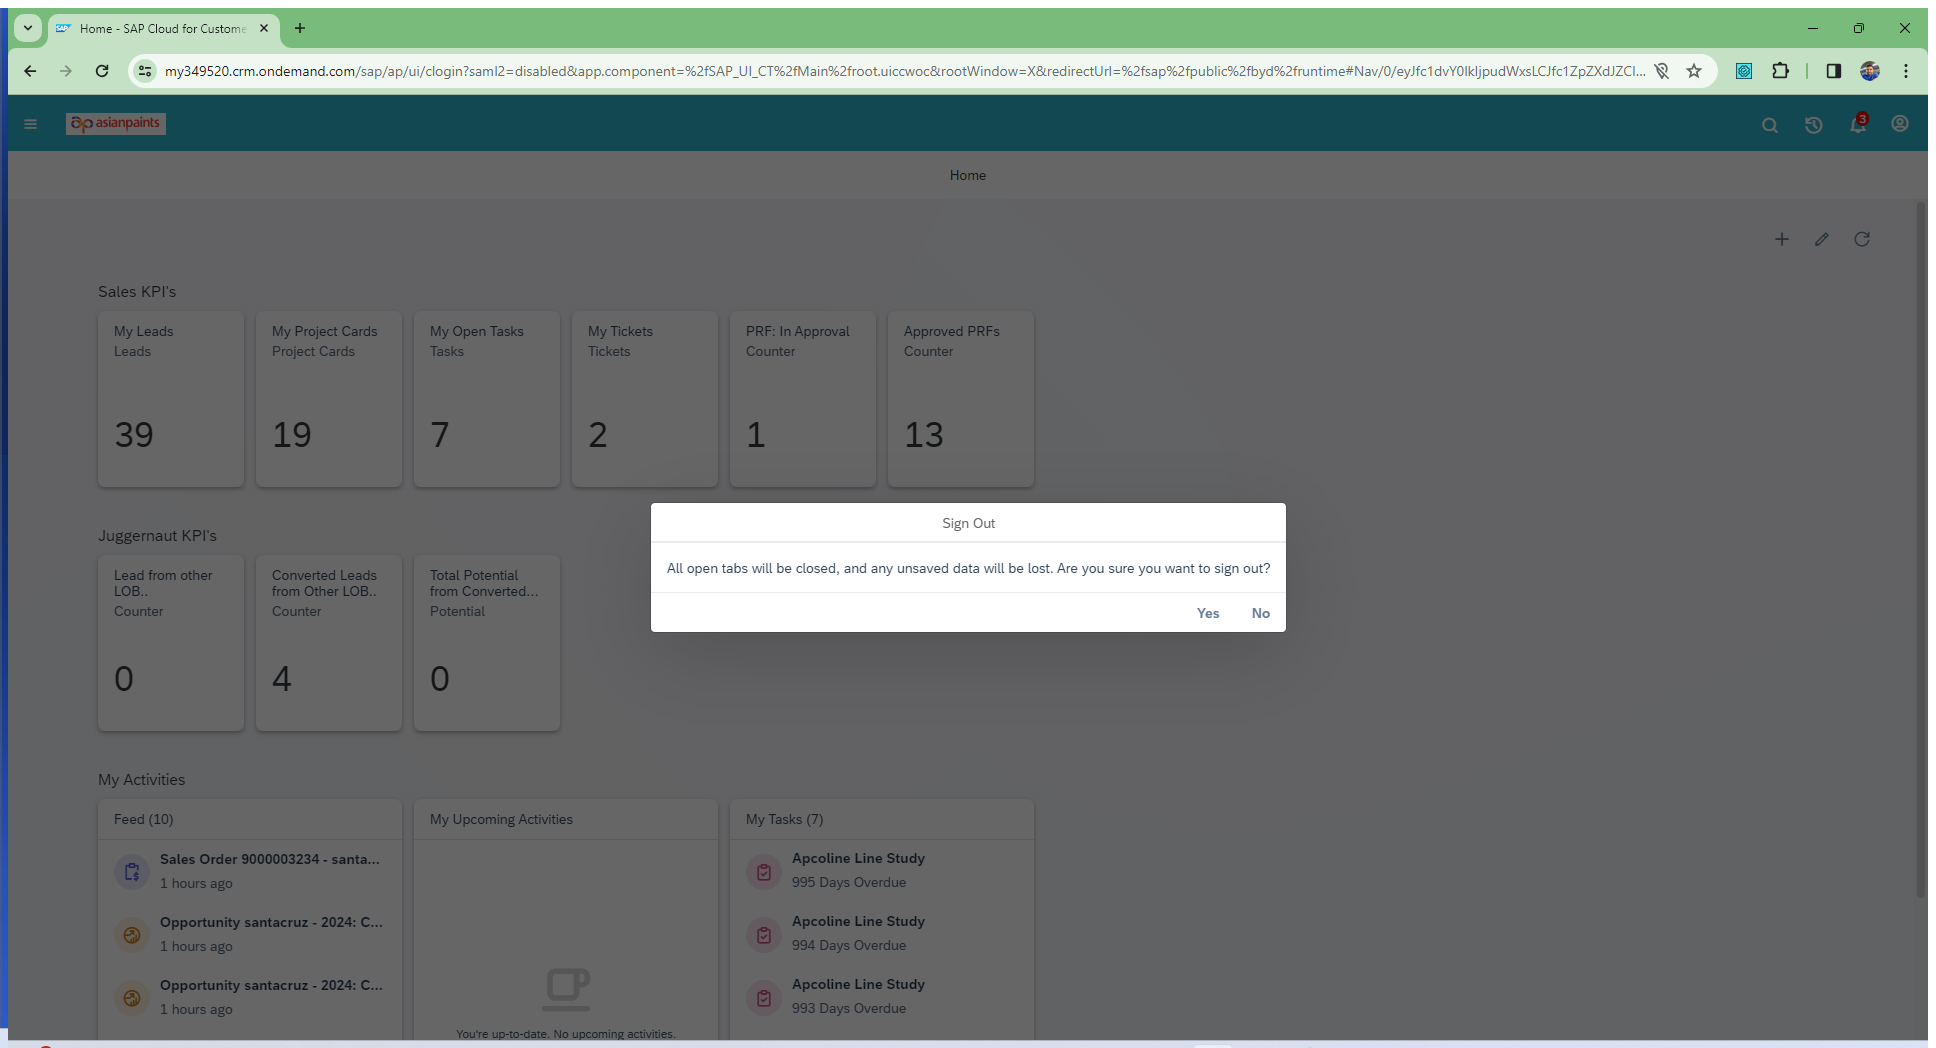 Home - SAP Cloud for Custome
my349520.crm.ondemand.com/sap/ap/ui/clogin?saml2=disabled&app.component=%2fSAP_UI_CT%2fMain%2froot.uiccwoc&rootWindow=X&redirectUrl=%2fsap%2fpublic%2fbyd%2fruntime#Nav/0/eyJfc1dvY0lkIjpudWxsLCJfc1ZpZXdJZCI...
asianpaints
3
Home
Sales KPI's
My Leads
Leads
39
My Project Cards
Project Cards
19
My Open Tasks
Tasks
7
My Tickets
Tickets
2
PRF: In Approval
Counter
1
Approved PRFs
Counter
13
Sign Out
All open tabs will be closed, and any unsaved data will be lost. Are you sure you want to sign out?
Yes No
Juggernaut KPI's
Lead from other
LOB..
Counter
0
Converted Leads
from Other LOB..
Counter
4
Total Potential
from Converted...
Potential
0
My Activities
Feed (10)
Sales Order 9000003234 - santa...
1 hours ago
Opportunity santacruz - 2024: C...
1 hours ago
Opportunity santacruz - 2024: C...
1 hours ago
My Upcoming Activities
You're up-to-date. No upcoming activities.
My Tasks (7)
Apcoline Line Study
995 Days Overdue
Apcoline Line Study
994 Days Overdue
Apcoline Line Study
993 Days Overdue